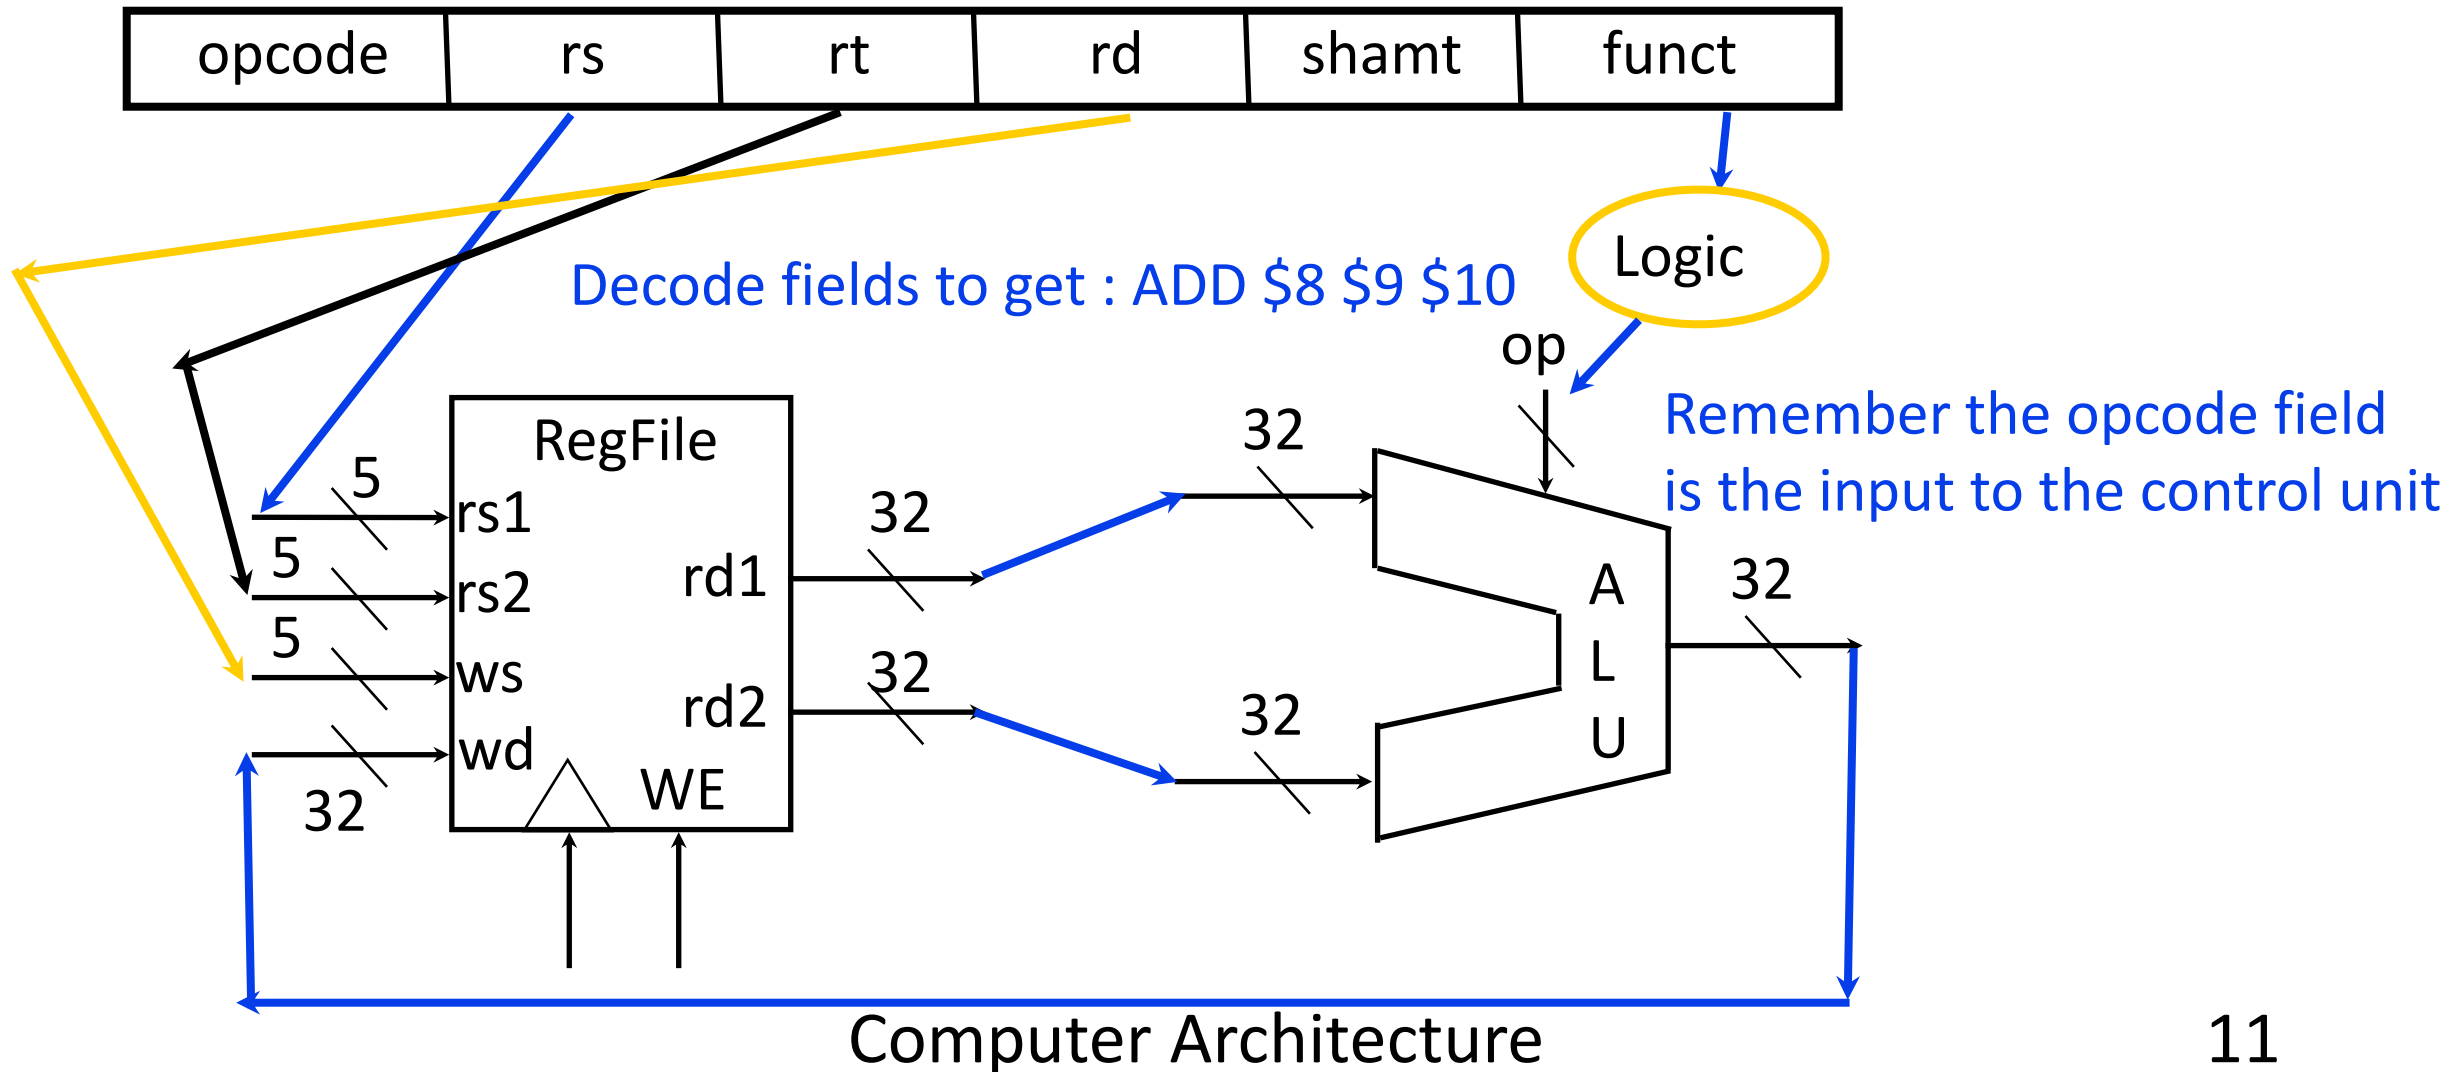 opcode rs rt rd shamt funct
Logic
Decode fields to get : ADD $8 $9 $10
op
Remember the opcode field
is the input to the control unit
RegFile
5
rs1
5
rs2
5
ws
wd
32
rd1
32
rd2
32
WE
32
32
A
L
U
32
Computer Architecture
11